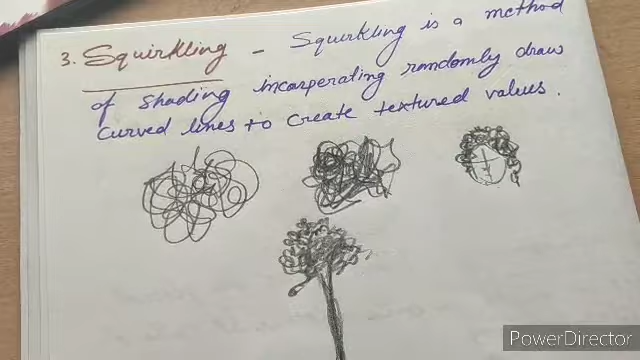 3. Squirkling - Squirkling is a method
of shading incorperating randomly draw
curved lines to create textured values.
PowerDirector